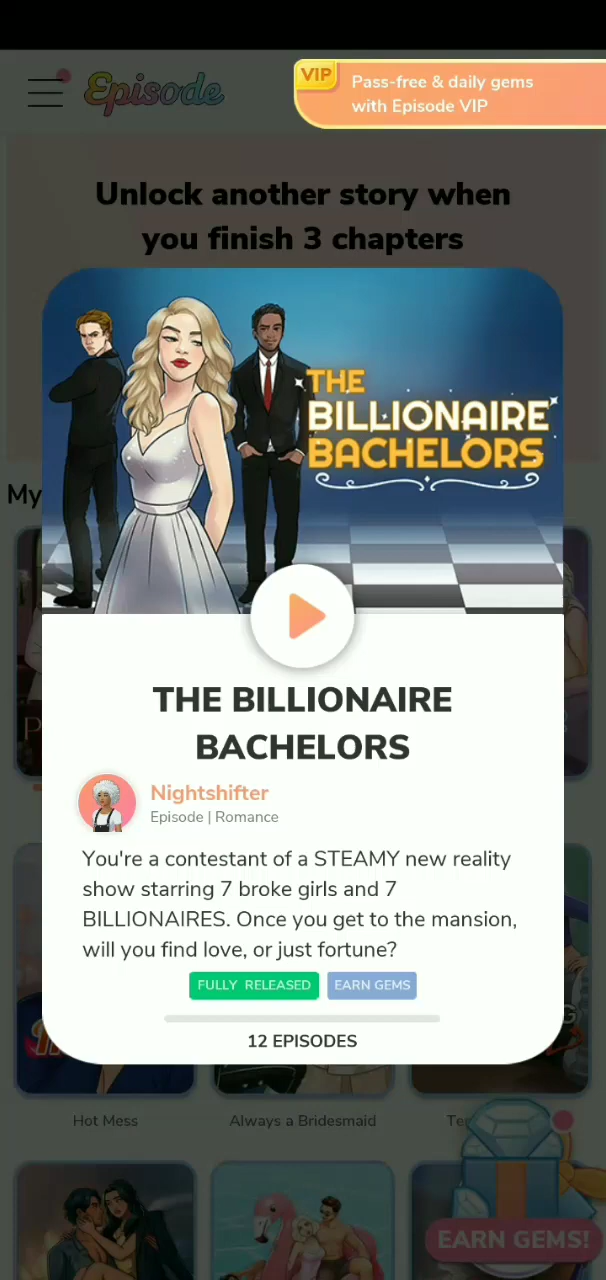 Episode
VIP
Pass-free & daily gems
with Episode VIP
Unlock another story when
you finish 3 chapters
My
THE
BILLIONAIRE
BACHELORS
THE BILLIONAIRE
BACHELORS
Nightshifter
Episode | Romance
You're a contestant of a STEAMY new reality
show starring 7 broke girls and 7
BILLIONAIRES. Once you get to the mansion,
will you find love, or just fortune?
FULLY RELEASED
EARN GEMS
12 EPISODES
Hot Mess
Always a Bridesmaid
EARN GEMS!